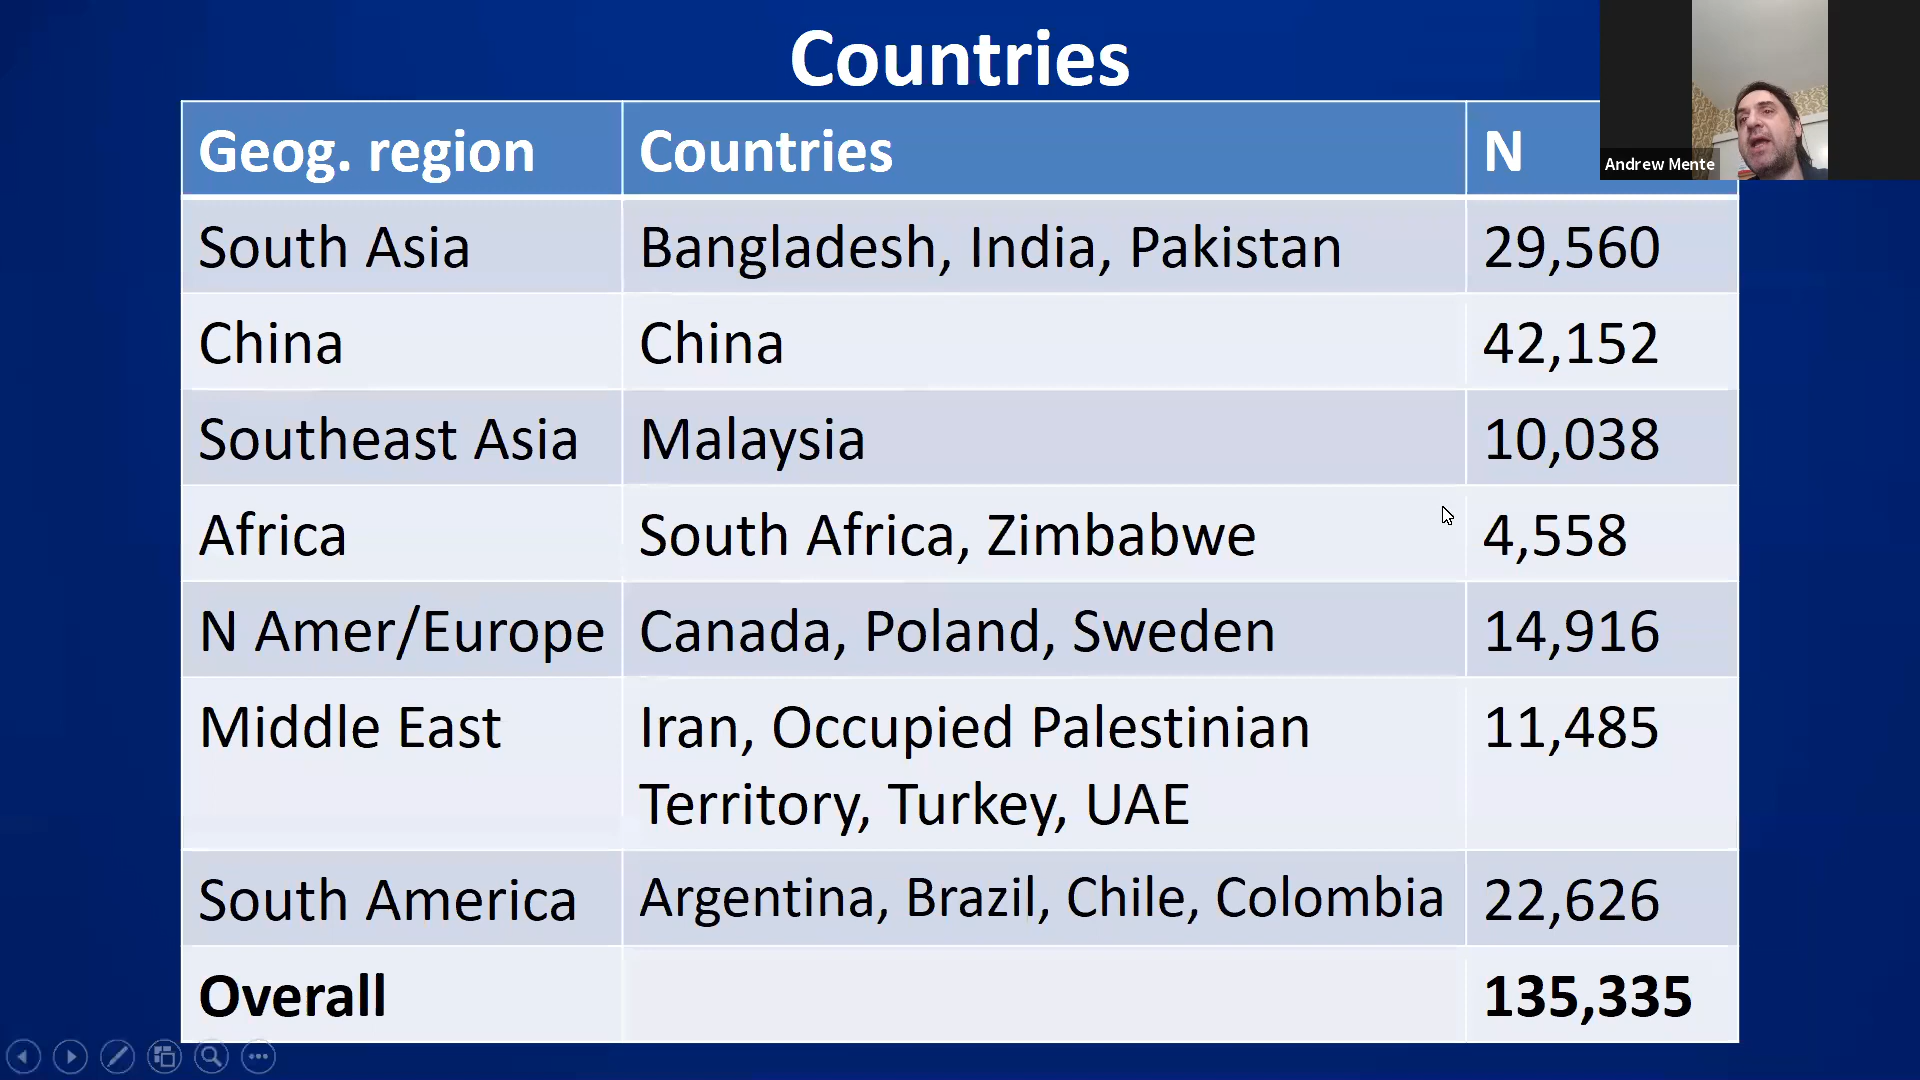 Countries
Geog. region Countries N
Andrew Mente
South Asia Bangladesh, India, Pakistan 29,560
China China 42,152
Southeast Asia Malaysia 10,038
Africa South Africa, Zimbabwe 4,558
N Amer/Europe Canada, Poland, Sweden 14,916
Middle East Iran, Occupied Palestinian 11,485
Territory, Turkey, UAE
South America Argentina, Brazil, Chile, Colombia 22,626
Overall 135,335